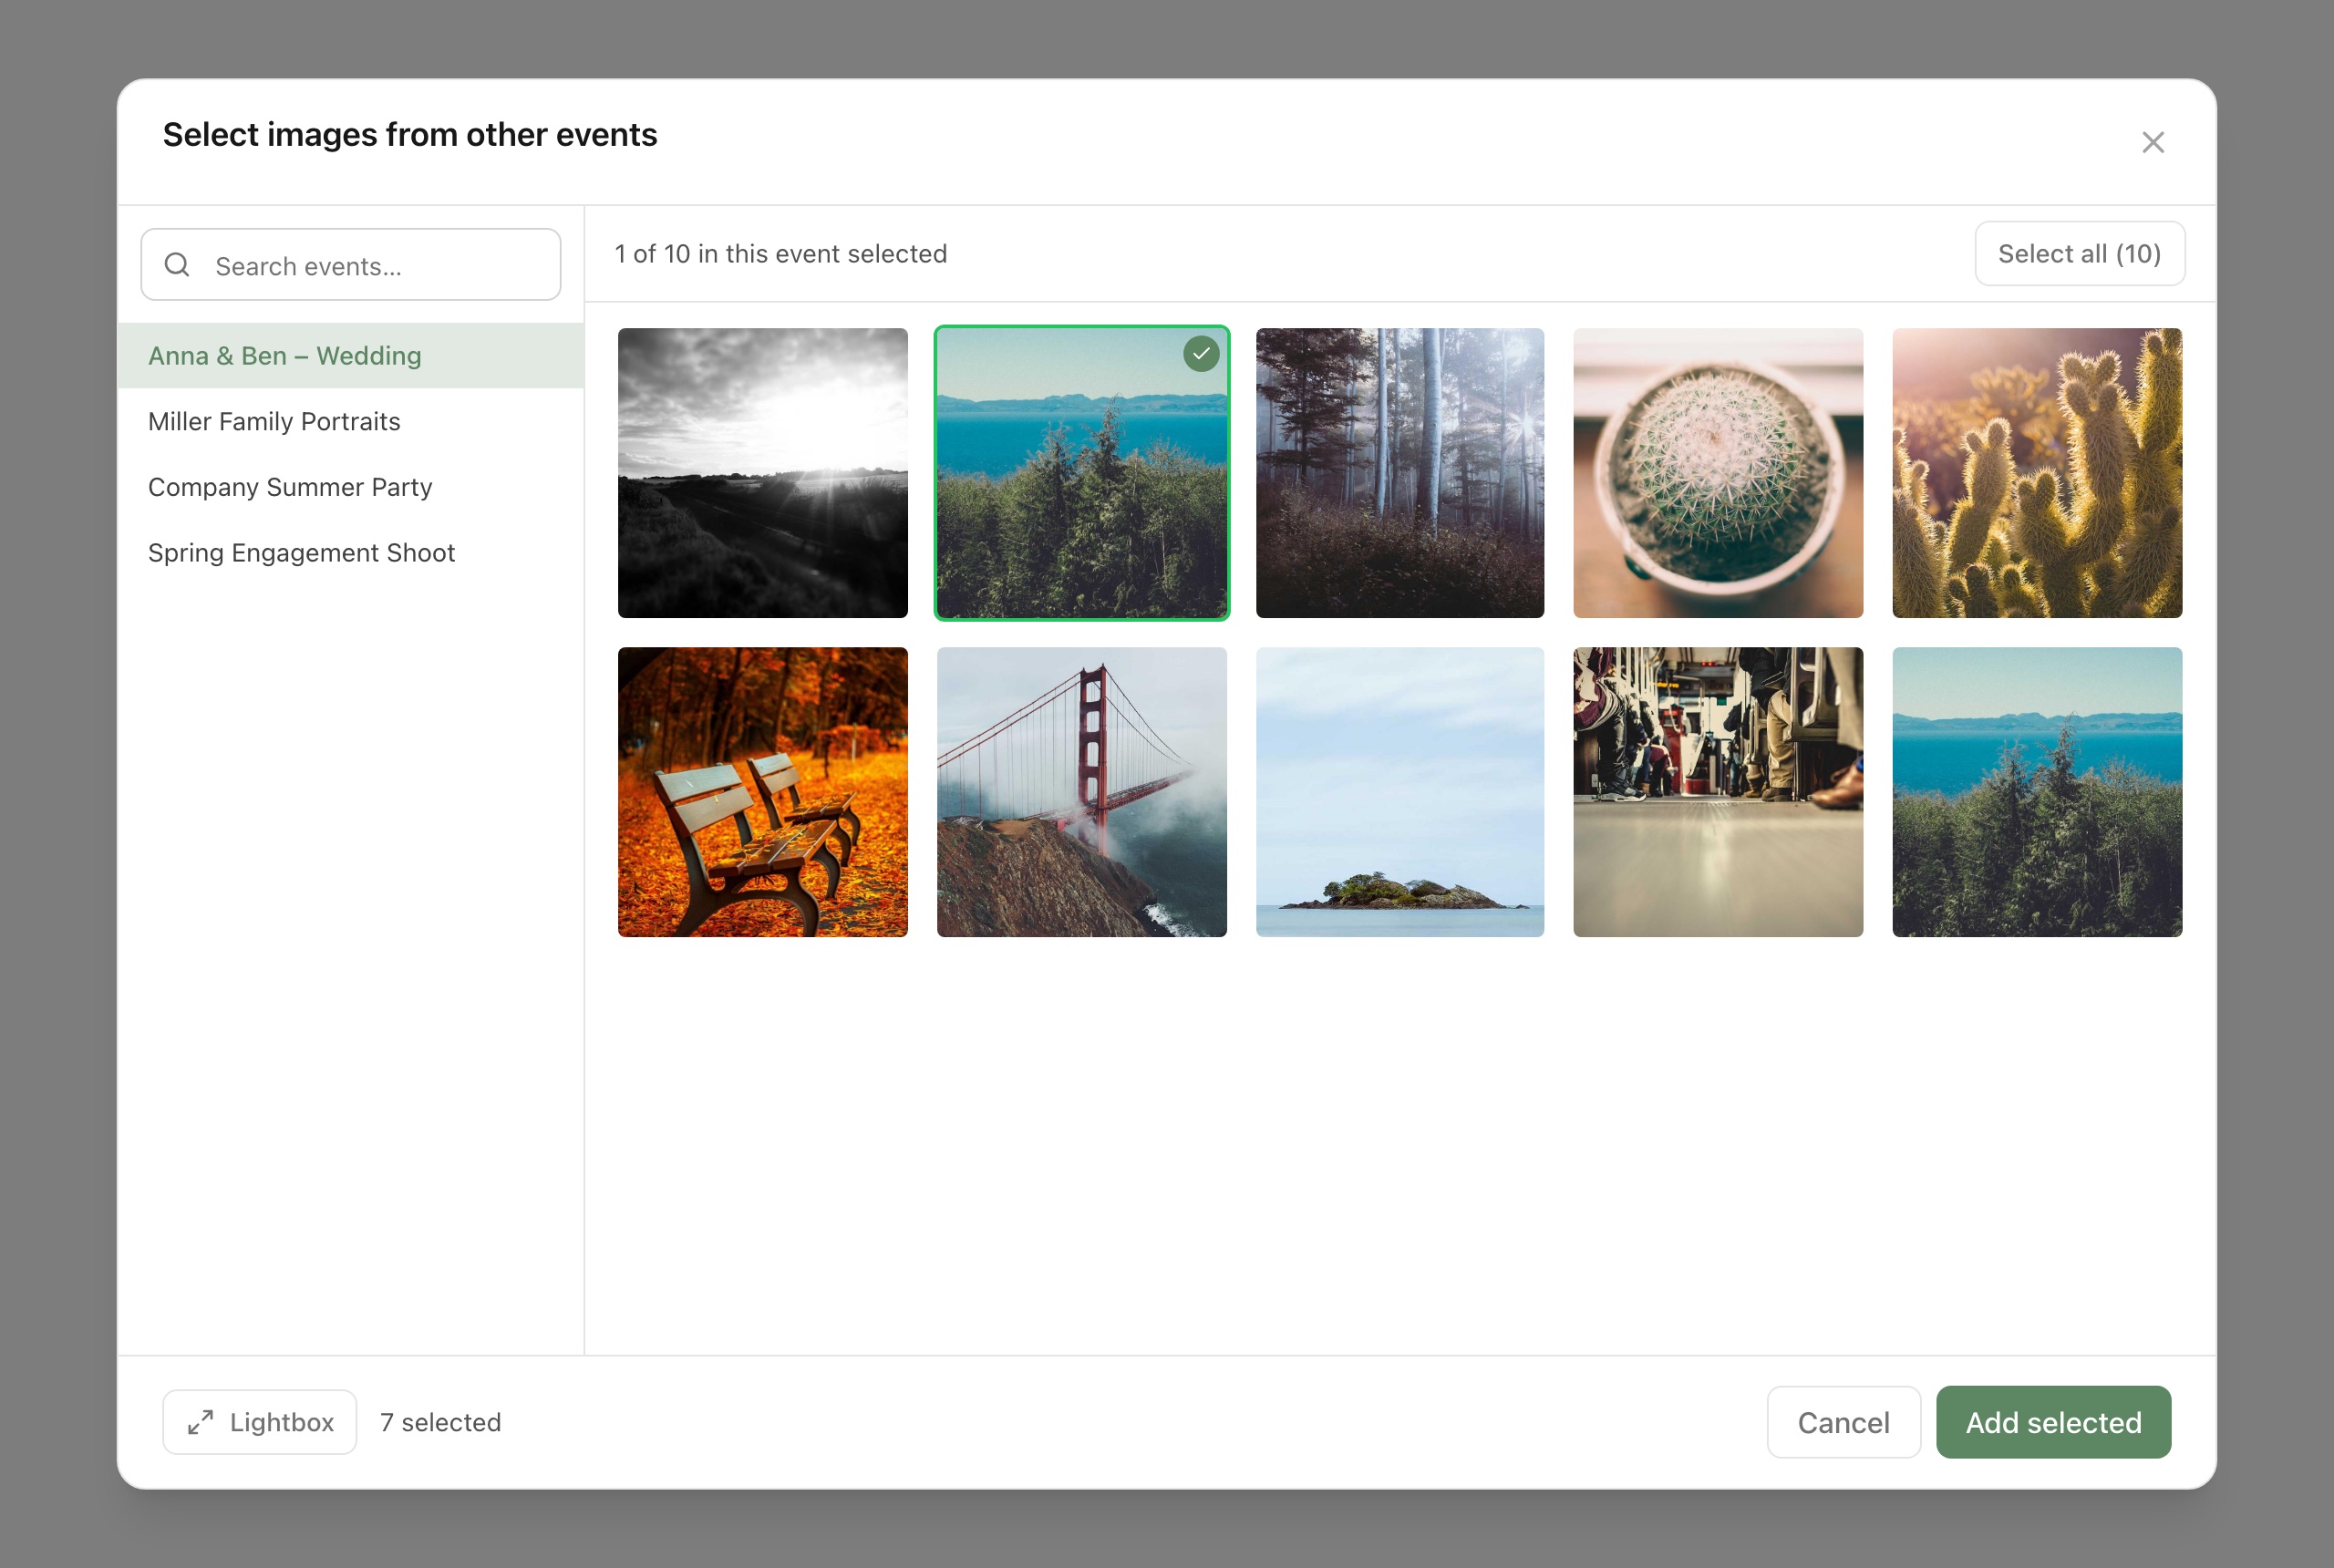 Select images from other events
Search events...
Anna & Ben – Wedding
Miller Family Portraits
Company Summer Party
Spring Engagement Shoot
1 of 10 in this event selected
Select all (10)
Lightbox
7 selected
Cancel
Add selected